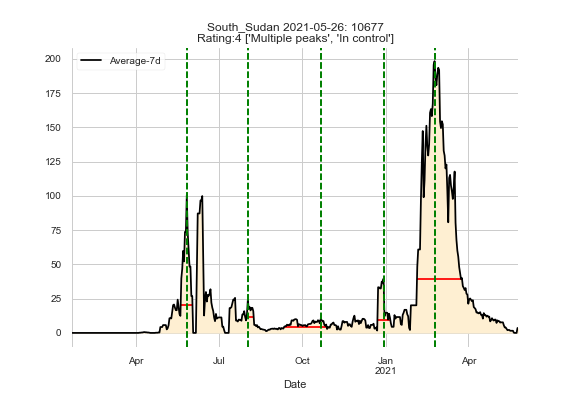 South_Sudan 2021-05-26: 10677
Rating:4 ['Multiple peaks', 'In control']
Average-7d
200
175
150
125
100
75
50
25
0
Apr
Jul
Oct
Jan
2021
Apr
Date